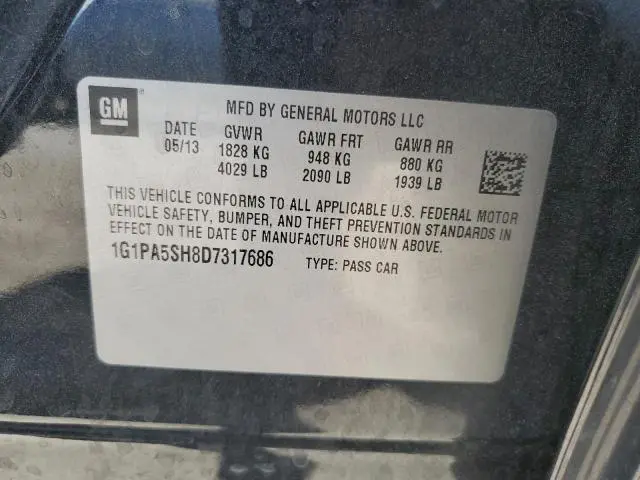 GM
MFD BY GENERAL MOTORS LLC
DATE GVWR GAWR FRT GAWR RR
05/13 1828 KG 948 KG 880 KG
4029 LB 2090 LB 1939 LB
THIS VEHICLE CONFORMS TO ALL APPLICABLE U.S. FEDERAL MOTOR
VEHICLE SAFETY, BUMPER, AND THEFT PREVENTION STANDARDS IN
EFFECT ON THE DATE OF MANUFACTURE SHOWN ABOVE.
1G1PA5SH8D7317686 TYPE: PASS CAR